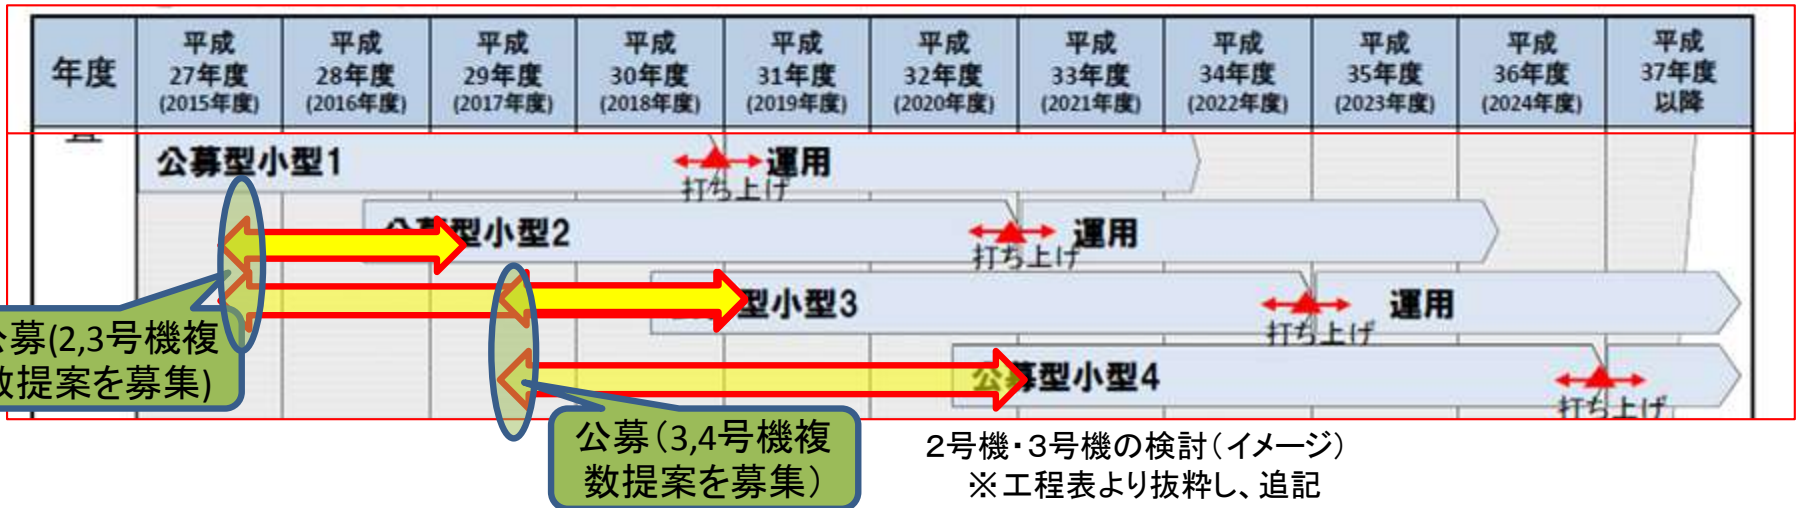 年度
平成
27年度
(2015年度)
平成
28年度
(2016年度)
平成
29年度
(2017年度)
平成
30年度
(2018年度)
平成
31年度
(2019年度)
平成
32年度
(2020年度)
平成
33年度
(2021年度)
平成
34年度
(2022年度)
平成
35年度
(2023年度)
平成
36年度
(2024年度)
平成
37年度
以降
公募型小型1
運用
打ち上げ
公募型小型2
運用
打ち上げ
型小型3
運用
打ち上げ
公募型小型4
打ち上げ
公募(2,3号機複
数提案を募集)
公募（3,4号機複
数提案を募集）
２号機・３号機の検討（イメージ）
※工程表より抜粋し、追記